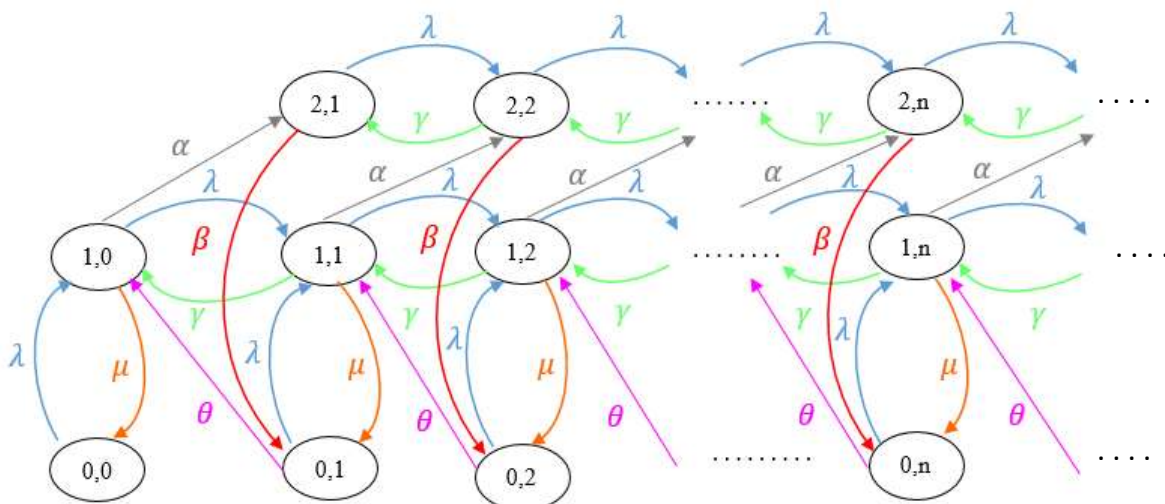 λ λ λ λ
2,1 2,2 ........ 2,n ....
γ γ γ γ
α α α α α
λ λ λ λ λ
β β β
1,0 1,1 1,2 ......... 1,n ....
γ γ γ γ γ
λ μ λ μ λ μ λ μ
θ θ θ θ θ
0,0 0,1 0,2 ......... 0,n ....